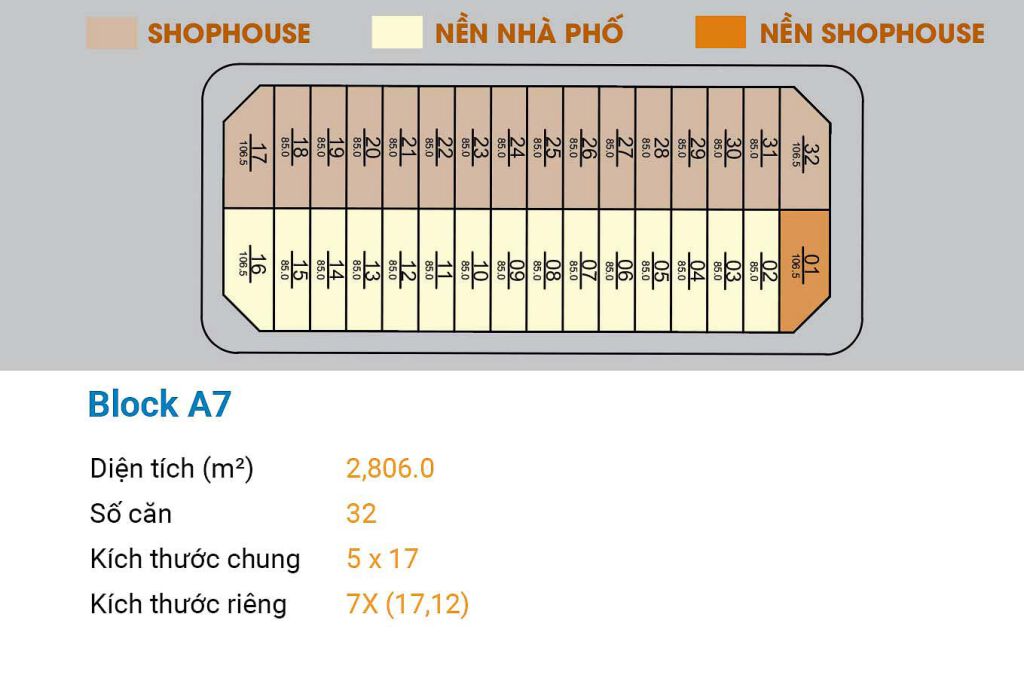 SHOPHOUSE NỀN NHÀ PHỐ NỀN SHOPHOUSE
17 18 19 20 21 22 23 24 25 26 27 28 29 30 31 32
106.5 85.0 85.0 85.0 85.0 85.0 85.0 85.0 85.0 85.0 85.0 85.0 85.0 85.0 85.0 106.5
16 15 14 13 12 11 10 09 08 07 06 05 04 03 02 01
106.5 85.0 85.0 85.0 85.0 85.0 85.0 85.0 85.0 85.0 85.0 85.0 85.0 85.0 85.0 106.5
Block A7
Diện tích (m²) 2,806.0
Số căn 32
Kích thước chung 5 x 17
Kích thước riêng 7X (17,12)